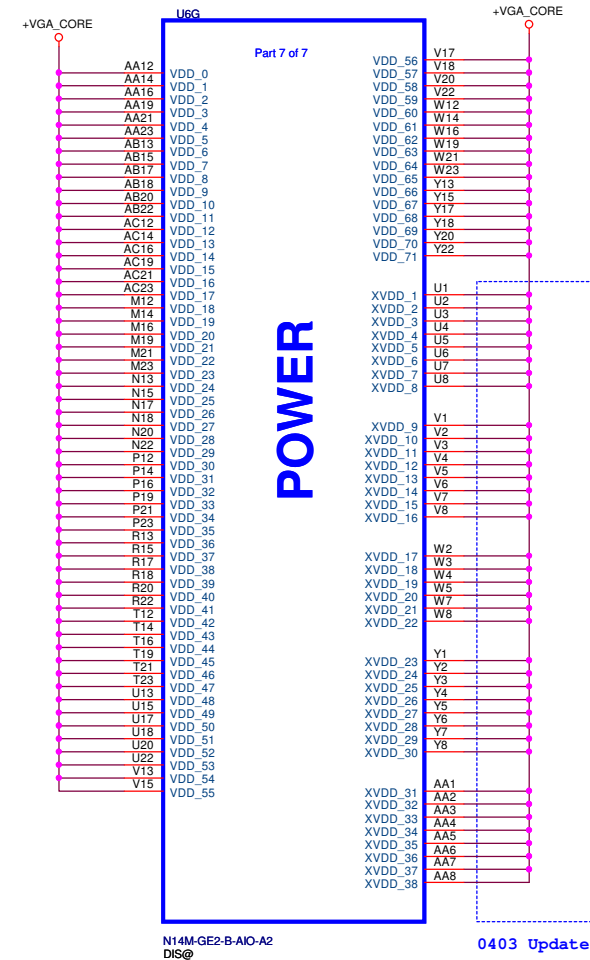 U6G
+VGA_CORE
+VGA_CORE
Part 7 of 7
AA12 VDD_0
AA14 VDD_1
AA16 VDD_2
AA19 VDD_3
AA21 VDD_4
AA23 VDD_5
AB13 VDD_6
AB15 VDD_7
AB17 VDD_8
AB18 VDD_9
AB20 VDD_10
AB22 VDD_11
AC12 VDD_12
AC14 VDD_13
AC16 VDD_14
AC19 VDD_15
AC21 VDD_16
AC23 VDD_17
M12 VDD_18
M14 VDD_19
M16 VDD_20
M19 VDD_21
M21 VDD_22
M23 VDD_23
N13 VDD_24
N15 VDD_25
N17 VDD_26
N18 VDD_27
N20 VDD_28
N22 VDD_29
P12 VDD_30
P14 VDD_31
P16 VDD_32
P19 VDD_33
P21 VDD_34
P23 VDD_35
R13 VDD_36
R15 VDD_37
R17 VDD_38
R18 VDD_39
R20 VDD_40
R22 VDD_41
T12 VDD_42
T14 VDD_43
T16 VDD_44
T19 VDD_45
T21 VDD_46
T23 VDD_47
U13 VDD_48
U15 VDD_49
U17 VDD_50
U18 VDD_51
U20 VDD_52
U22 VDD_53
V13 VDD_54
V15 VDD_55
POWER
VDD_56 V17
VDD_57 V18
VDD_58 V20
VDD_59 V22
VDD_60 W12
VDD_61 W14
VDD_62 W16
VDD_63 W19
VDD_64 W21
VDD_65 W23
VDD_66 Y13
VDD_67 Y15
VDD_68 Y17
VDD_69 Y18
VDD_70 Y20
VDD_71 Y22
XVDD_1 U1
XVDD_2 U2
XVDD_3 U3
XVDD_4 U4
XVDD_5 U5
XVDD_6 U6
XVDD_7 U7
XVDD_8 U8
XVDD_9 V1
XVDD_10 V2
XVDD_11 V3
XVDD_12 V4
XVDD_13 V5
XVDD_14 V6
XVDD_15 V7
XVDD_16 V8
XVDD_17 W2
XVDD_18 W3
XVDD_19 W4
XVDD_20 W5
XVDD_21 W7
XVDD_22 W8
XVDD_23 Y1
XVDD_24 Y2
XVDD_25 Y3
XVDD_26 Y4
XVDD_27 Y5
XVDD_28 Y6
XVDD_29 Y7
XVDD_30 Y8
XVDD_31 AA1
XVDD_32 AA2
XVDD_33 AA3
XVDD_34 AA4
XVDD_35 AA5
XVDD_36 AA6
XVDD_37 AA7
XVDD_38 AA8
N14M-GE2-B-AIO-A2
DIS@
0403 Update